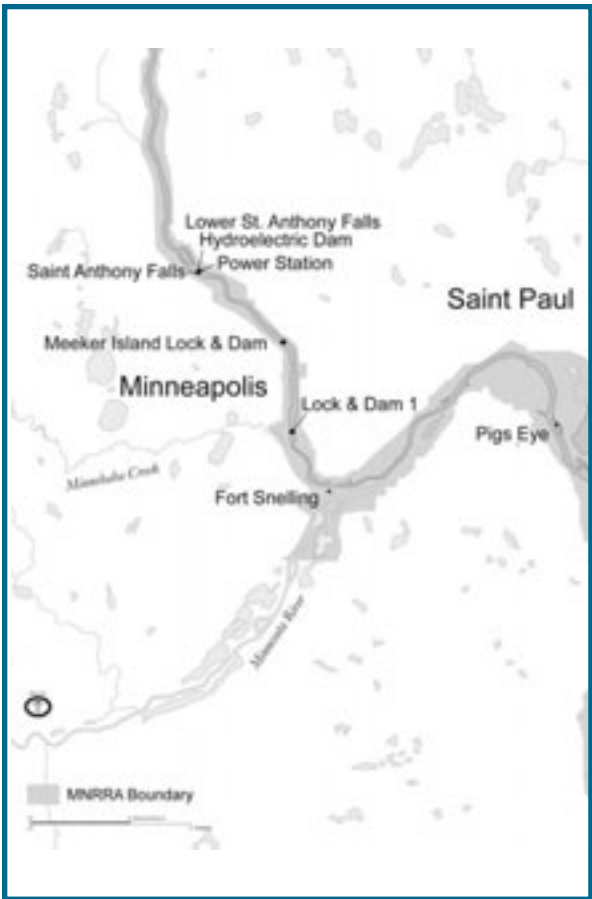 Lower St. Anthony Falls
Hydroelectric Dam
Power Station
Saint Anthony Falls
Saint Paul
Meeker Island Lock & Dam
Minneapolis
Lock & Dam 1
Pigs Eye
Minnehaha Creek
Fort Snelling
Minnesota River
MNRRA Boundary